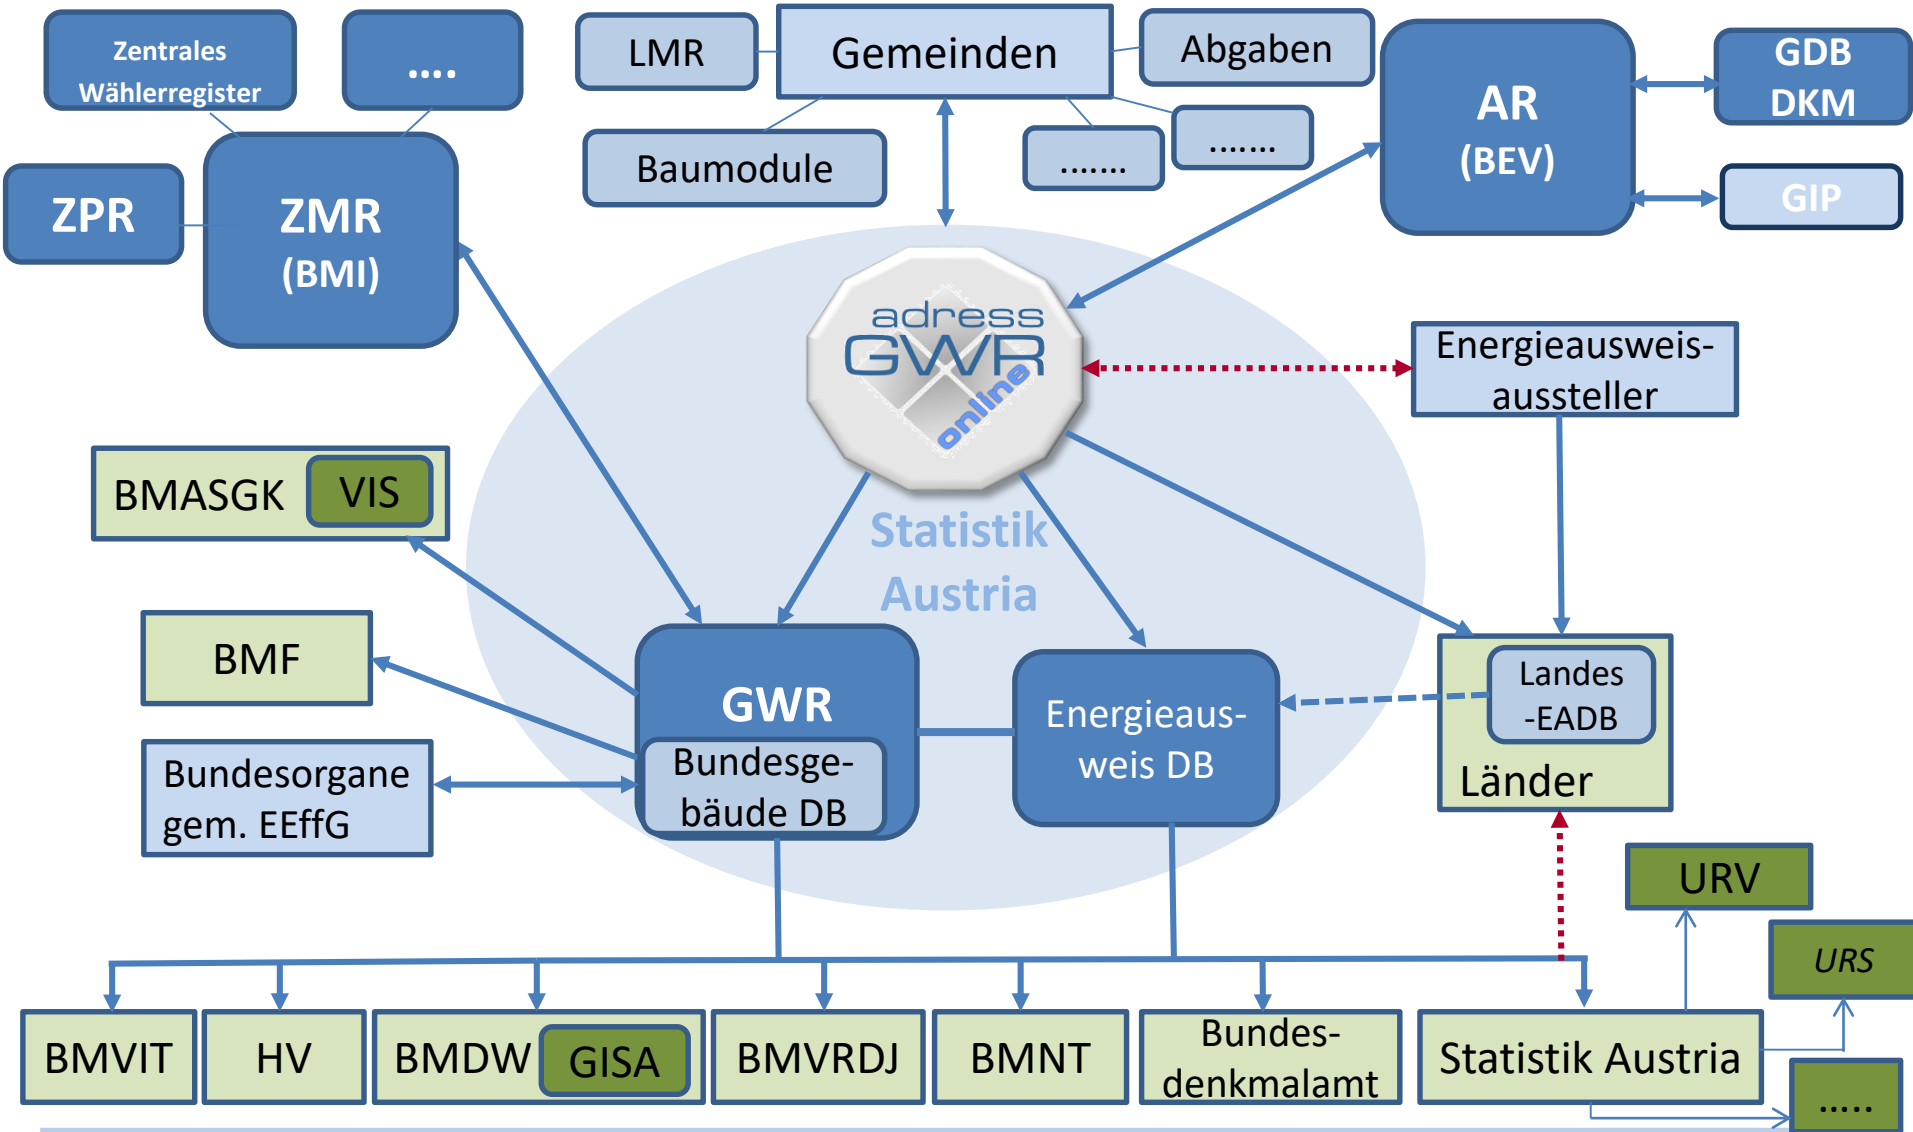 Zentrales
Wählerregister
....
LMR
Gemeinden
Abgaben
AR
(BEV)
GDB
DKM
GIP
ZPR
ZMR
(BMI)
Baumodule
.......
.......
adress
GWR
online
Energieausweis-
aussteller
BMASGK
VIS
Statistik
Austria
BMF
GWR
Bundesge-
bäude DB
Energieaus-
weis DB
Landes
-EADB
Länder
Bundesorgane
gem. EEffG
URV
URS
BMVIT
HV
BMDW
GISA
BMVRDJ
BMNT
Bundes-
denkmalamt
Statistik Austria
.....